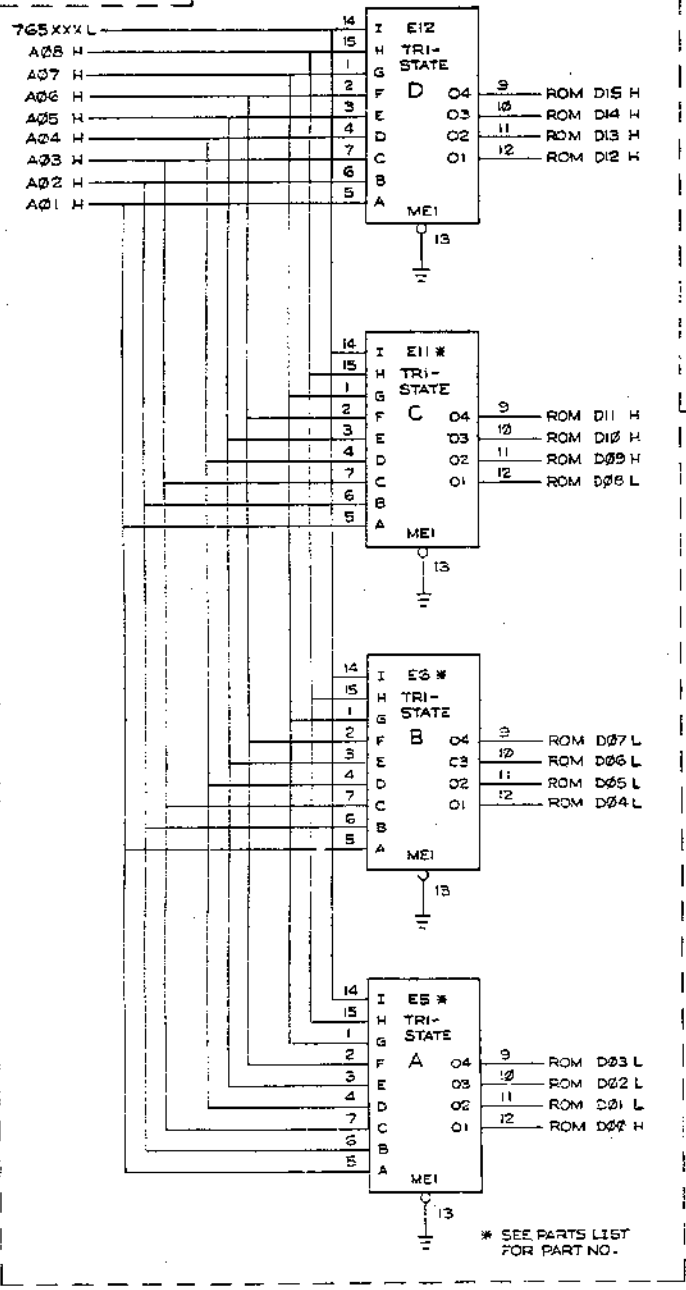 765XXX L 14 I E12
AØ8 H 15 H TRI-
AØ7 H 1 G STATE
AØ6 H 2 F D O4 9 ROM D15 H
AØ5 H 3 E O3 1Ø ROM D14 H
AØ4 H 4 D O2 11 ROM D13 H
AØ3 H 7 C O1 12 ROM D12 H
AØ2 H 6 B
AØ1 H 5 A
ME1
13
14 I E11 *
15 H TRI-
1 G STATE
2 F C O4 9 ROM D11 H
3 E O3 1Ø ROM D1Ø H
4 D O2 11 ROM DØ9 H
7 C O1 12 ROM DØ8 L
6 B
5 A
ME1
13
14 I E6 *
15 H TRI-
1 G STATE
2 F B O4 9 ROM DØ7 L
3 E O3 1Ø ROM DØ6 L
4 D O2 11 ROM DØ5 L
7 C O1 12 ROM DØ4 L
6 B
5 A
ME1
13
14 I E5 *
15 H TRI-
1 G STATE
2 F A O4 9 ROM DØ3 L
3 E O3 1Ø ROM DØ2 L
4 D O2 11 ROM DØ1 L
7 C O1 12 ROM DØØ H
6 B
5 A
ME1
13
* SEE PARTS LIST
FOR PART NO.